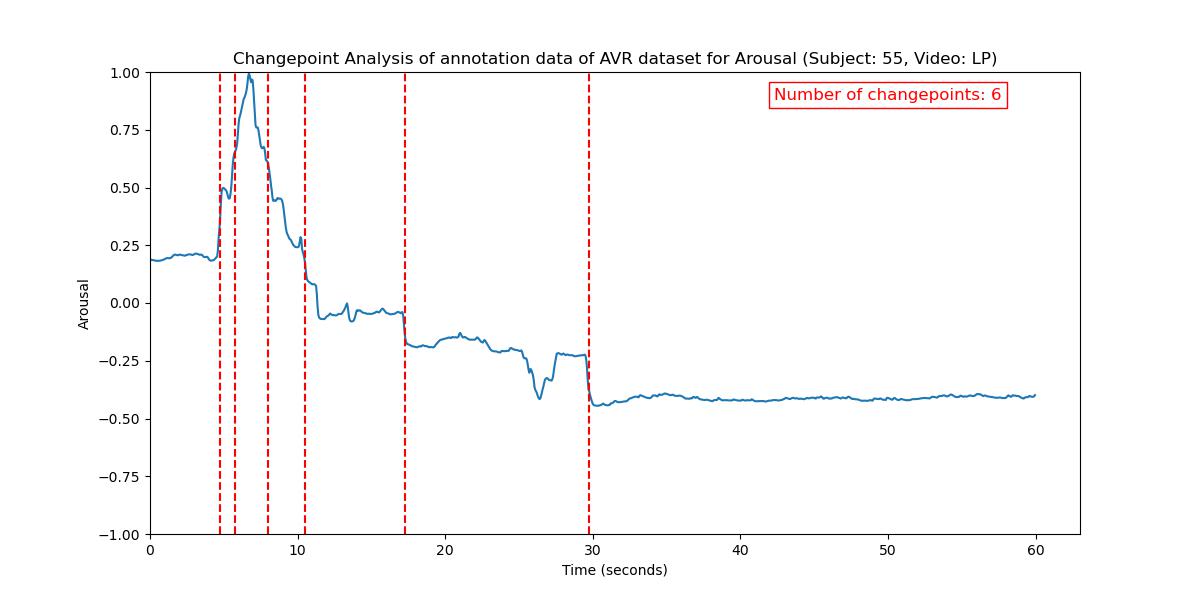 Changepoint Analysis of annotation data of AVR dataset for Arousal (Subject: 55, Video: LP)
Number of changepoints: 6
1.00
0.75
0.50
0.25
0.00
−0.25
−0.50
−0.75
−1.00
Arousal
0 10 20 30 40 50 60
Time (seconds)